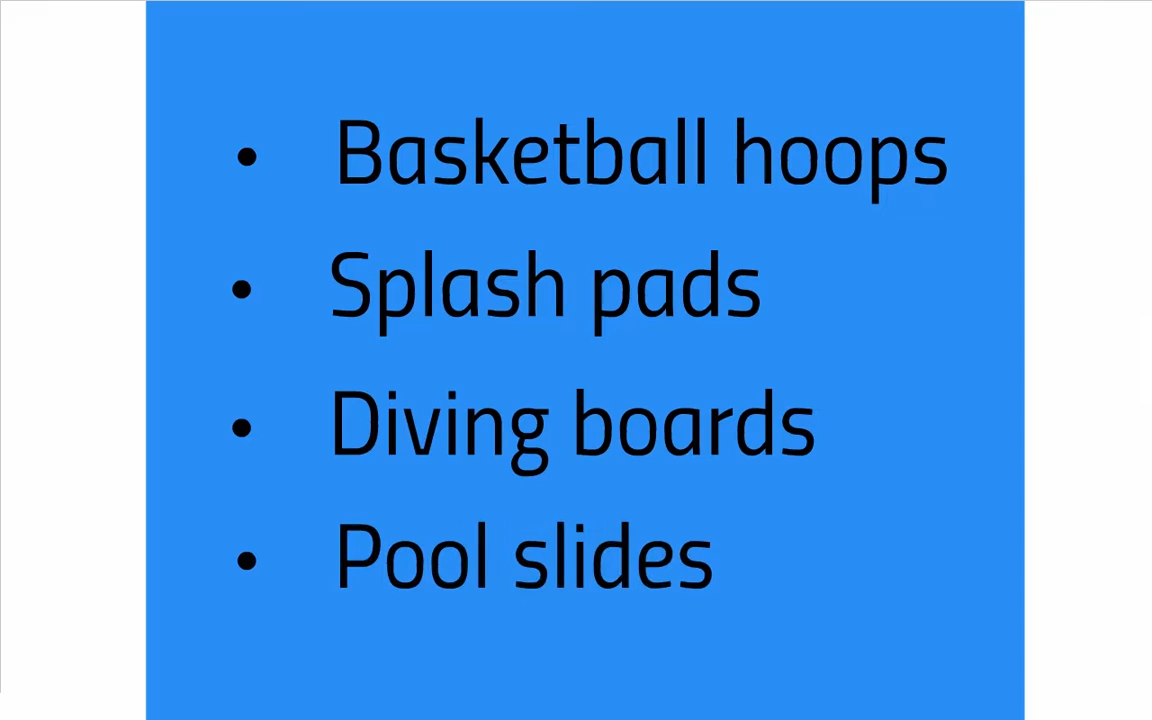 • Basketball hoops
• Splash pads
• Diving boards
• Pool slides